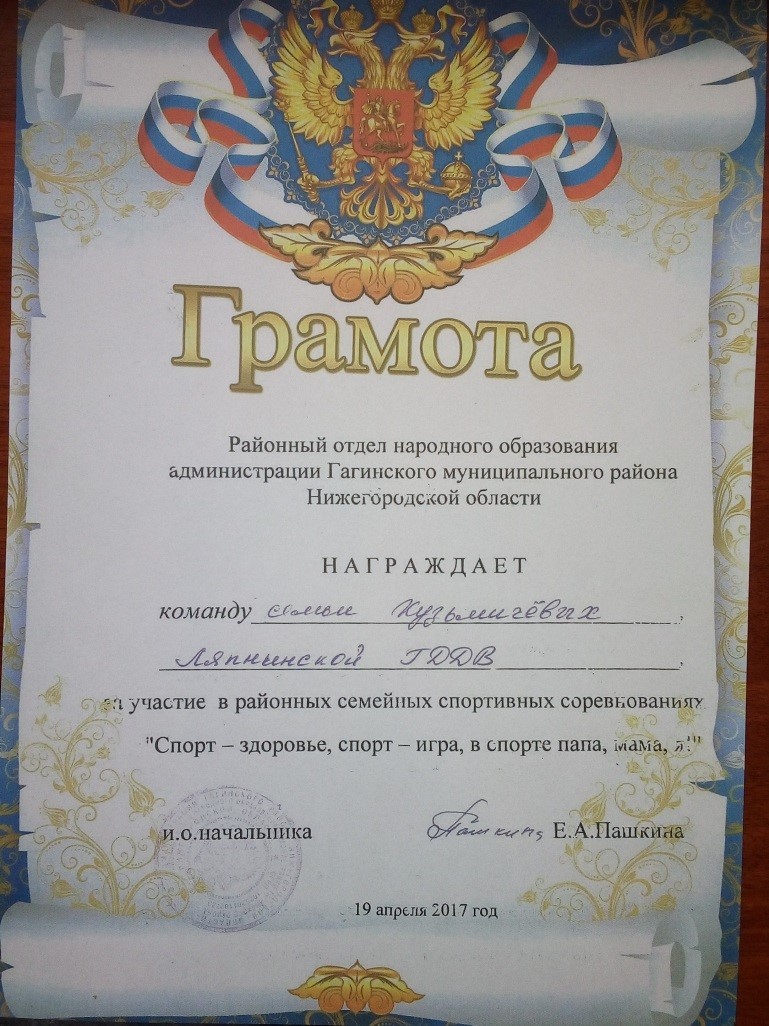 Грамота
Районный отдел народного образования
администрации Гагинского муниципального района
Нижегородской области
НАГРАЖДАЕТ
команду семьи Кузьмичёвых,
Ляпнинской ГДДВ,
за участие в районных семейных спортивных соревнованиях
"Спорт – здоровье, спорт – игра, в спорте папа, мама, я!"
и.о.начальника Пашкина Е.А.Пашкина
19 апреля 2017 год